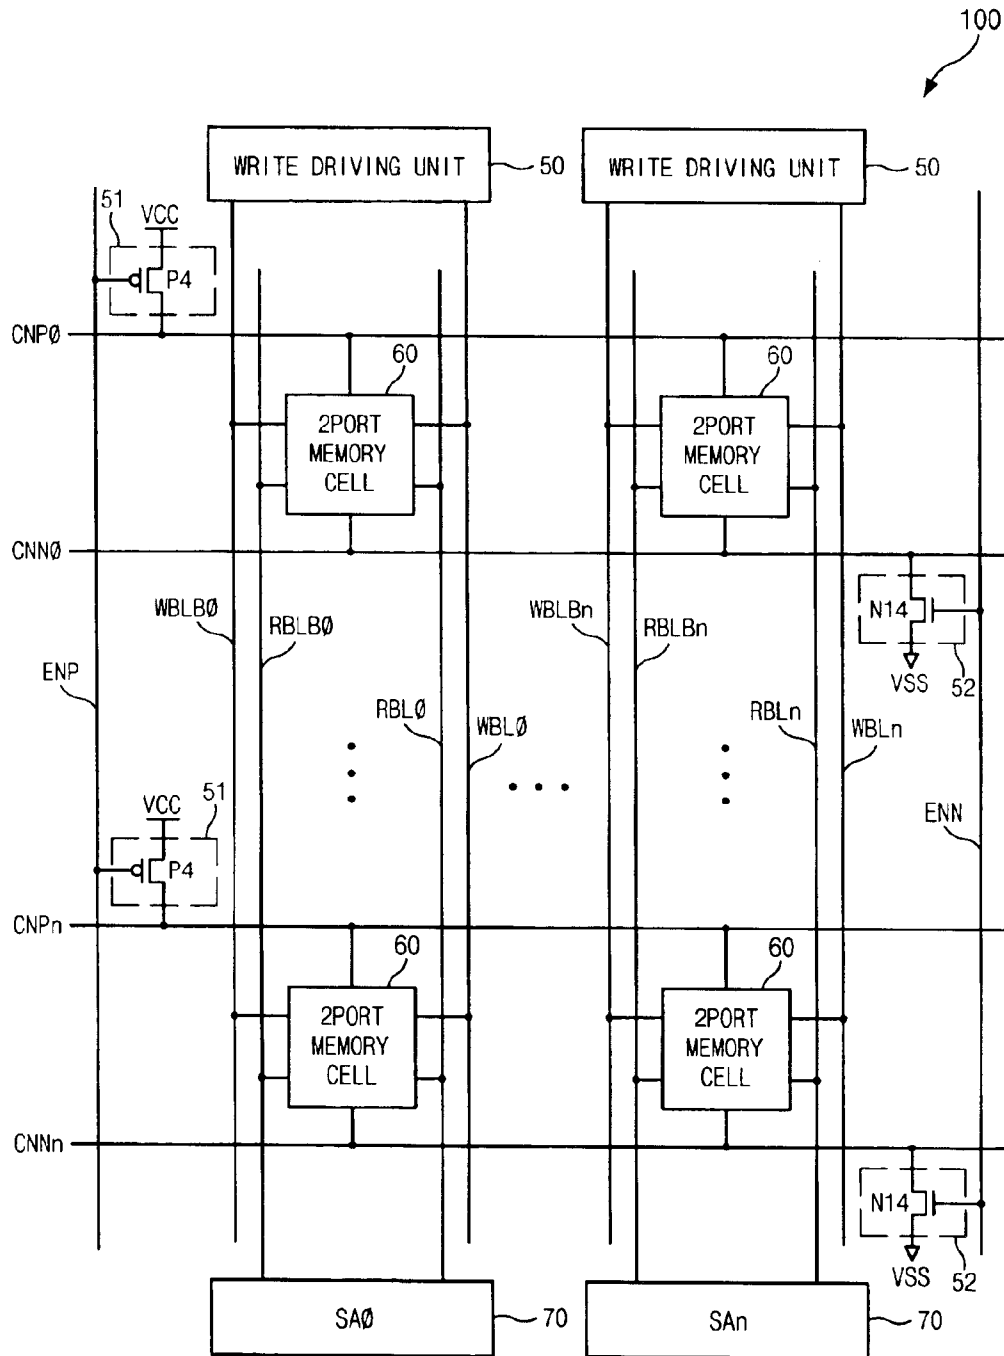 100
WRITE DRIVING UNIT
50
WRITE DRIVING UNIT
50
51
VCC
P4
CNPØ
60
2PORT
MEMORY
CELL
60
2PORT
MEMORY
CELL
CNNØ
N14
VSS
52
WBLBØ
RBLBØ
WBLBn
RBLBn
ENP
RBLØ
WBLØ
RBLn
WBLn
ENN
VCC
51
P4
CNPn
60
2PORT
MEMORY
CELL
60
2PORT
MEMORY
CELL
CNNn
N14
VSS
52
SAØ
70
SAn
70